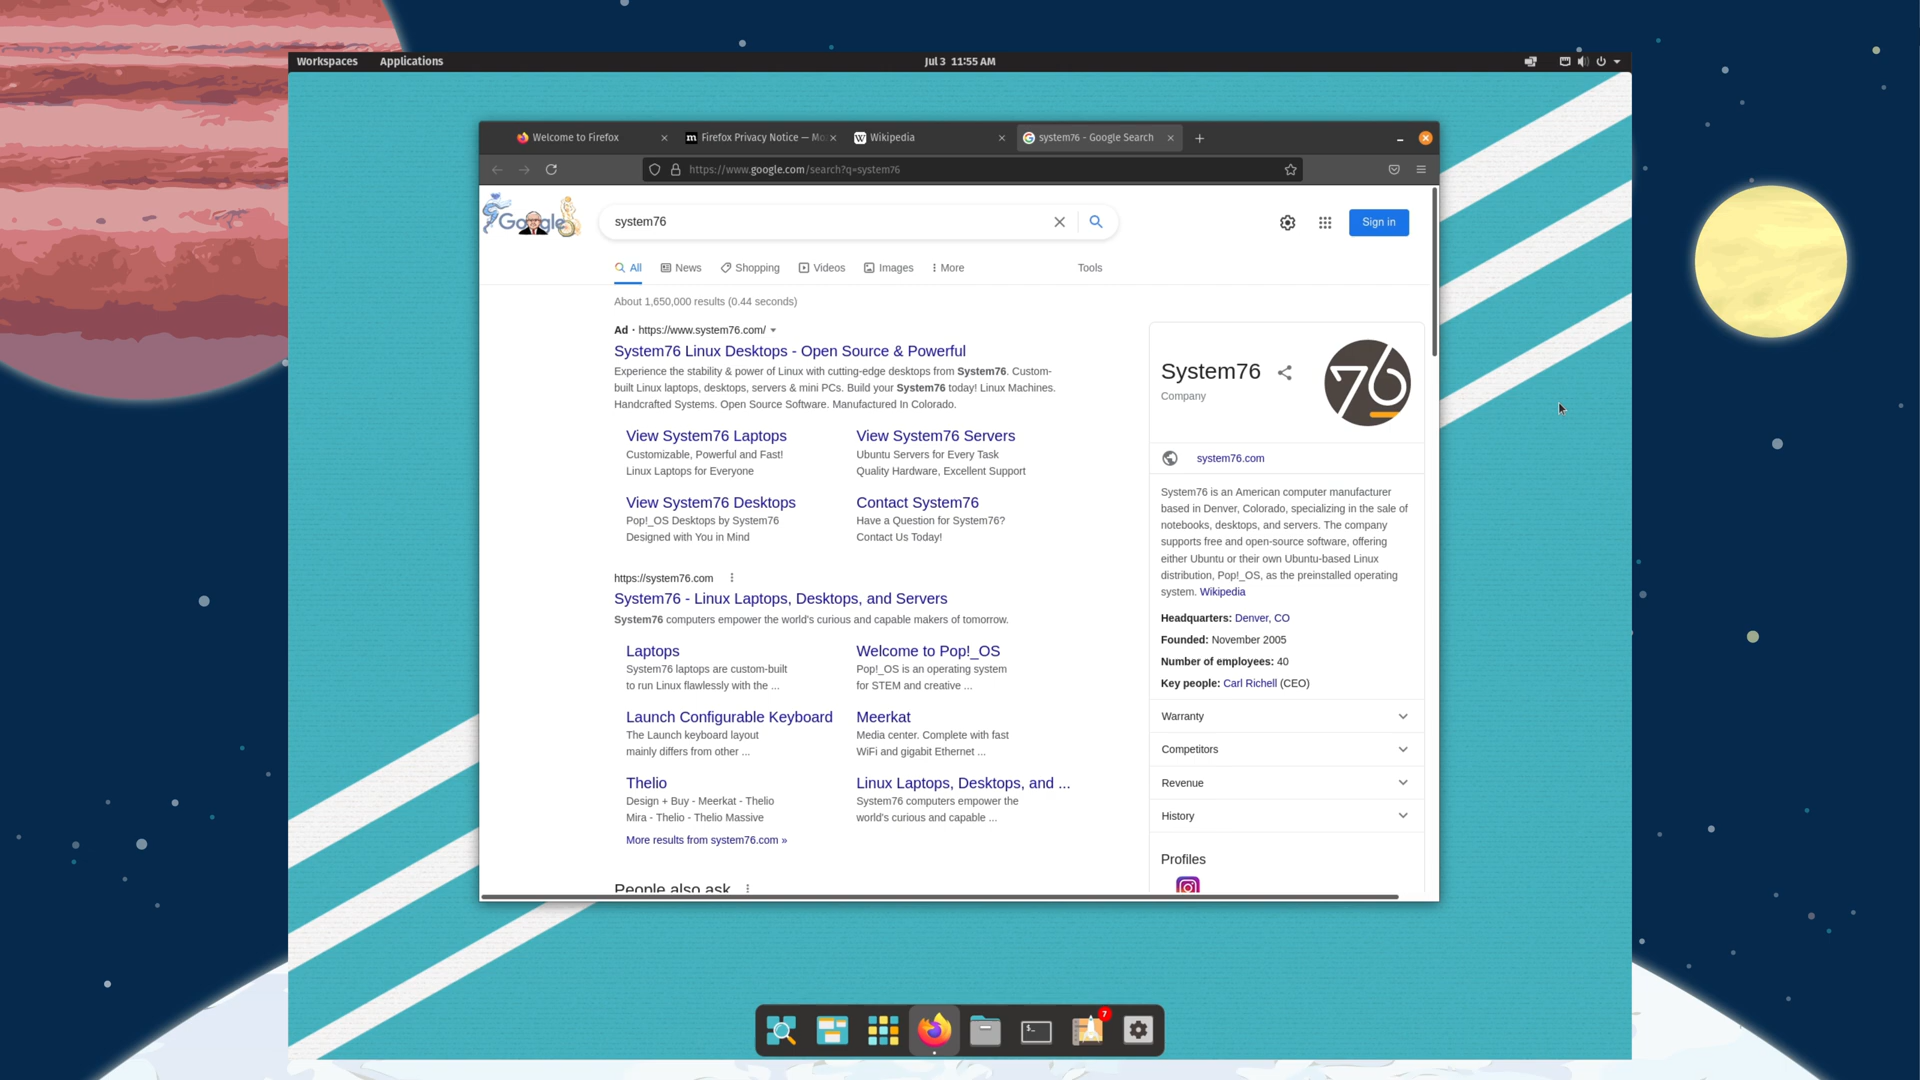 Workspaces Applications Jul 3 11:55 AM
Welcome to Firefox Firefox Privacy Notice — Mo Wikipedia system76 - Google Search
https://www.google.com/search?q=system76
Google system76 Sign in
All News Shopping Videos Images More Tools
About 1,650,000 results (0.44 seconds)
Ad · https://www.system76.com/
System76 Linux Desktops - Open Source & Powerful
Experience the stability & power of Linux with cutting-edge desktops from System76. Custom-
built Linux laptops, desktops, servers & mini PCs. Build your System76 today! Linux Machines.
Handcrafted Systems. Open Source Software. Manufactured In Colorado.
View System76 Laptops
Customizable, Powerful and Fast!
Linux Laptops for Everyone
View System76 Servers
Ubuntu Servers for Every Task
Quality Hardware, Excellent Support
View System76 Desktops
Pop!_OS Desktops by System76
Designed with You in Mind
Contact System76
Have a Question for System76?
Contact Us Today!
https://system76.com
System76 - Linux Laptops, Desktops, and Servers
System76 computers empower the world's curious and capable makers of tomorrow.
Laptops
System76 laptops are custom-built
to run Linux flawlessly with the ...
Welcome to Pop!_OS
Pop!_OS is an operating system
for STEM and creative ...
Launch Configurable Keyboard
The Launch keyboard layout
mainly differs from other ...
Meerkat
Media center. Complete with fast
WiFi and gigabit Ethernet ...
Thelio
Design + Buy - Meerkat - Thelio
Mira - Thelio - Thelio Massive
Linux Laptops, Desktops, and ...
System76 computers empower the
world's curious and capable ...
More results from system76.com »
People also ask
System76
Company
76
system76.com
System76 is an American computer manufacturer
based in Denver, Colorado, specializing in the sale of
notebooks, desktops, and servers. The company
supports free and open-source software, offering
either Ubuntu or their own Ubuntu-based Linux
distribution, Pop!_OS, as the preinstalled operating
system. Wikipedia
Headquarters: Denver, CO
Founded: November 2005
Number of employees: 40
Key people: Carl Richell (CEO)
Warranty
Competitors
Revenue
History
Profiles
7